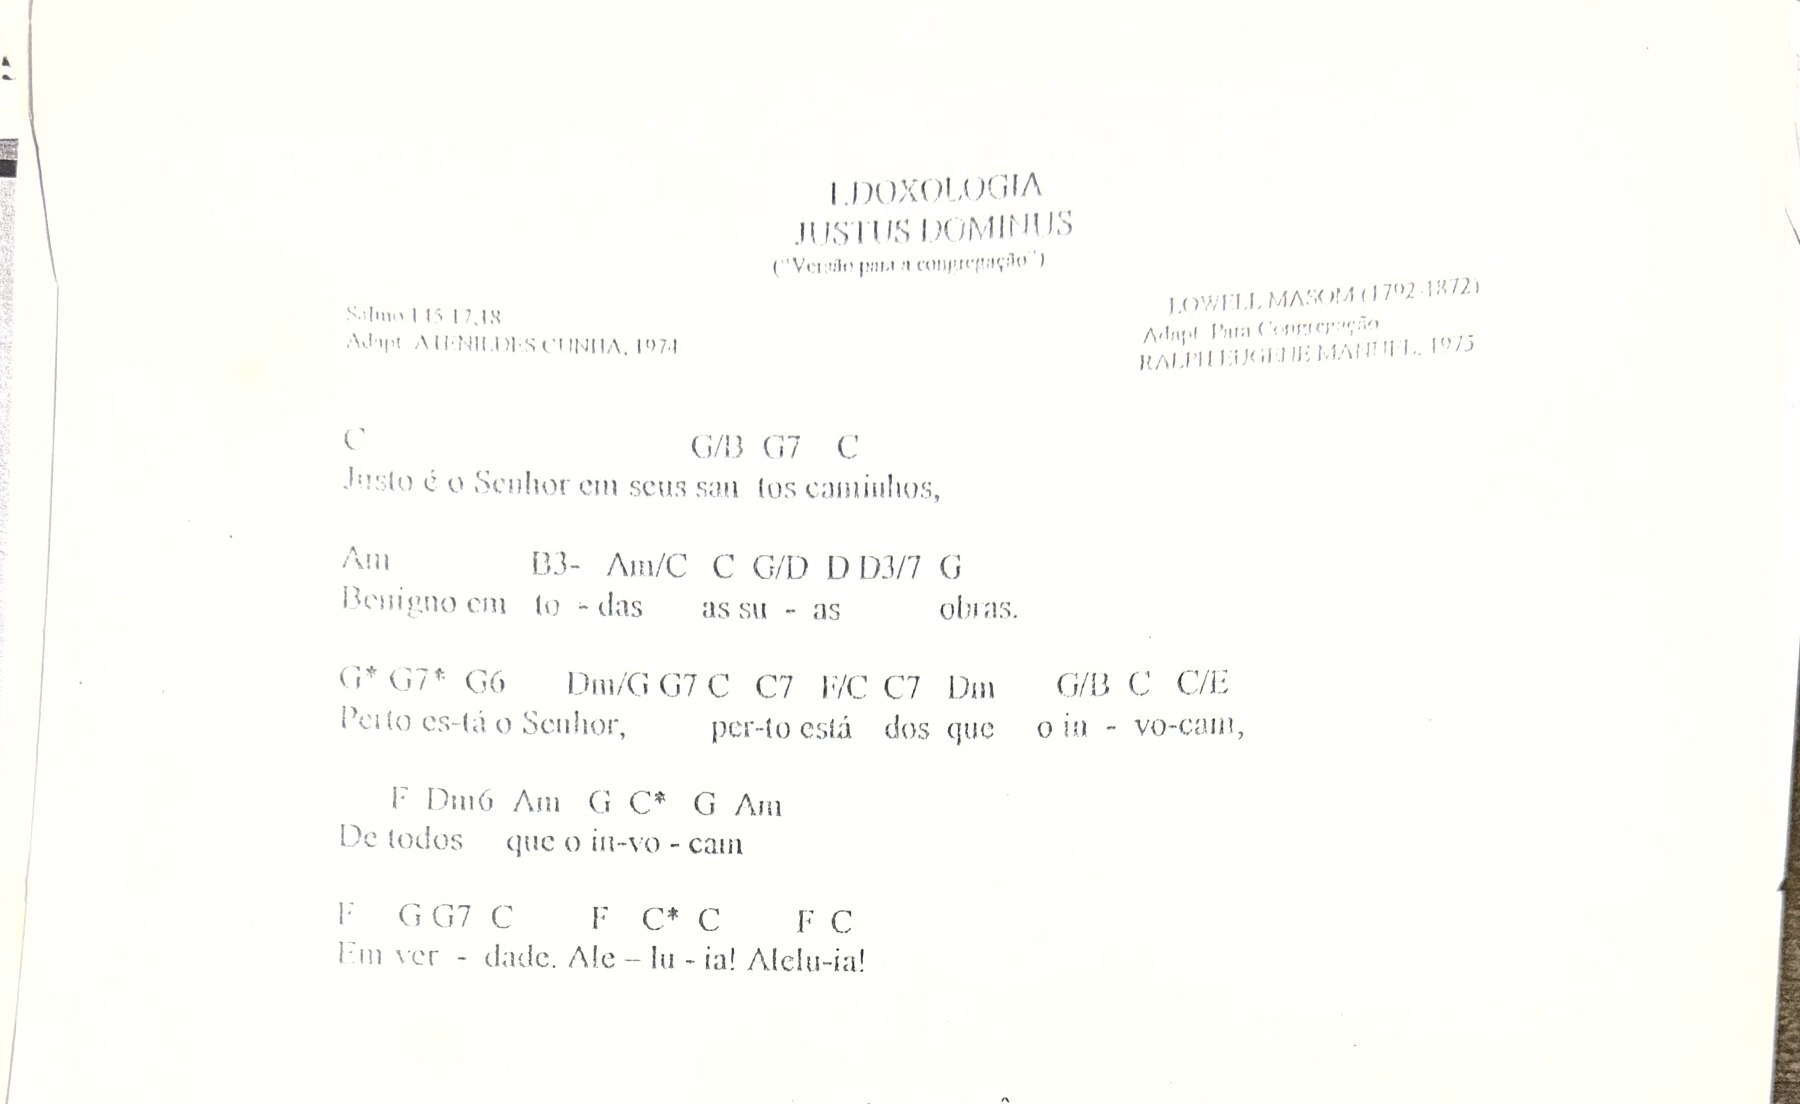 1.DOXOLOGIA
JUSTUS DOMINUS
("Versão para a congregação")
Salmo 145 17,18
Adapt. ATENILDES CUNHA, 1974
LOWELL MASOM (1792-1872)
Adapt. Para Congregação
RALPH EUGENE MANUEL, 1975
C G/B G7 C
Justo é o Senhor em seus san tos caminhos,
Am B3- Am/C C G/D D D3/7 G
Benigno em to - das as su - as obras.
G* G7* G6 Dm/G G7 C C7 F/C C7 Dm G/B C C/E
Perto es-tá o Senhor, per-to está dos que o in - vo-cam,
F Dm6 Am G C* G Am
De todos que o in-vo - cam
F G G7 C F C* C F C
Em ver - dade. Ale – lu - ia! Alelu-ia!